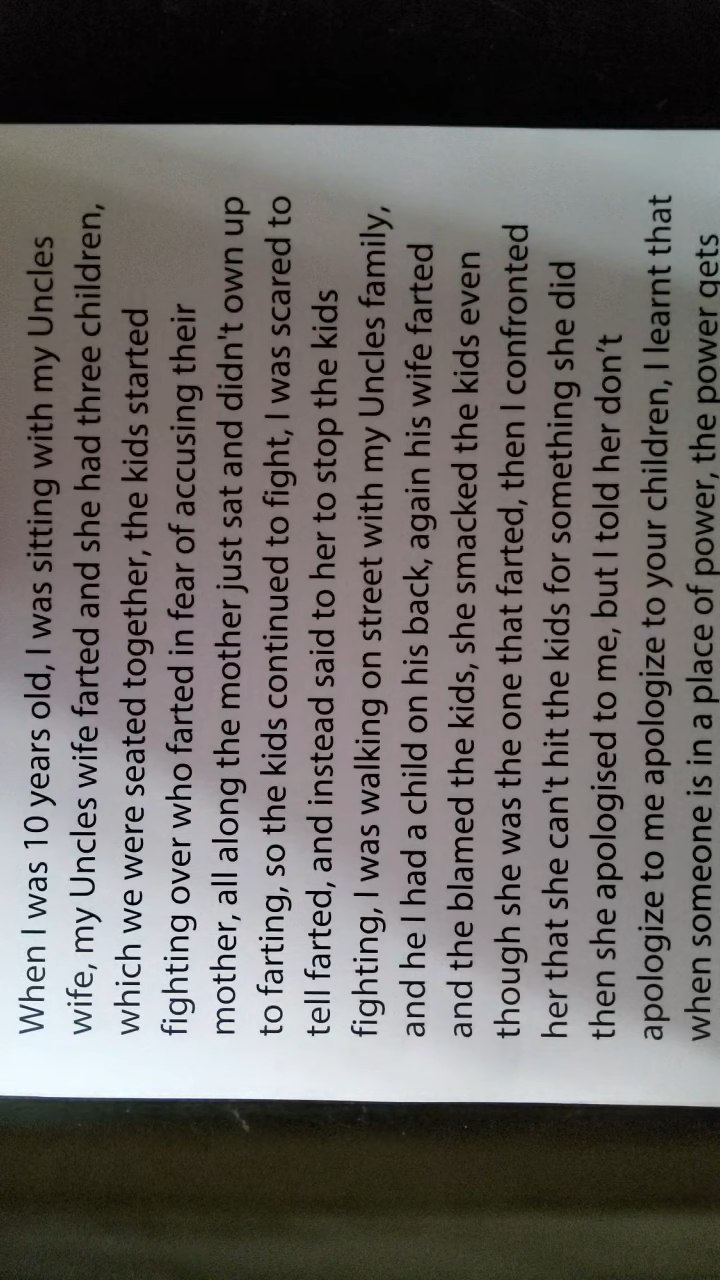 When I was 10 years old, I was sitting with my Uncles
wife, my Uncles wife farted and she had three children,
which we were seated together, the kids started
fighting over who farted in fear of accusing their
mother, all along the mother just sat and didn't own up
to farting, so the kids continued to fight, I was scared to
tell farted, and instead said to her to stop the kids
fighting, I was walking on street with my Uncles family,
and he I had a child on his back, again his wife farted
and the blamed the kids, she smacked the kids even
though she was the one that farted, then I confronted
her that she can't hit the kids for something she did
then she apologised to me, but I told her don't
apologize to me apologize to your children, I learnt that
when someone is in a place of power, the power gets